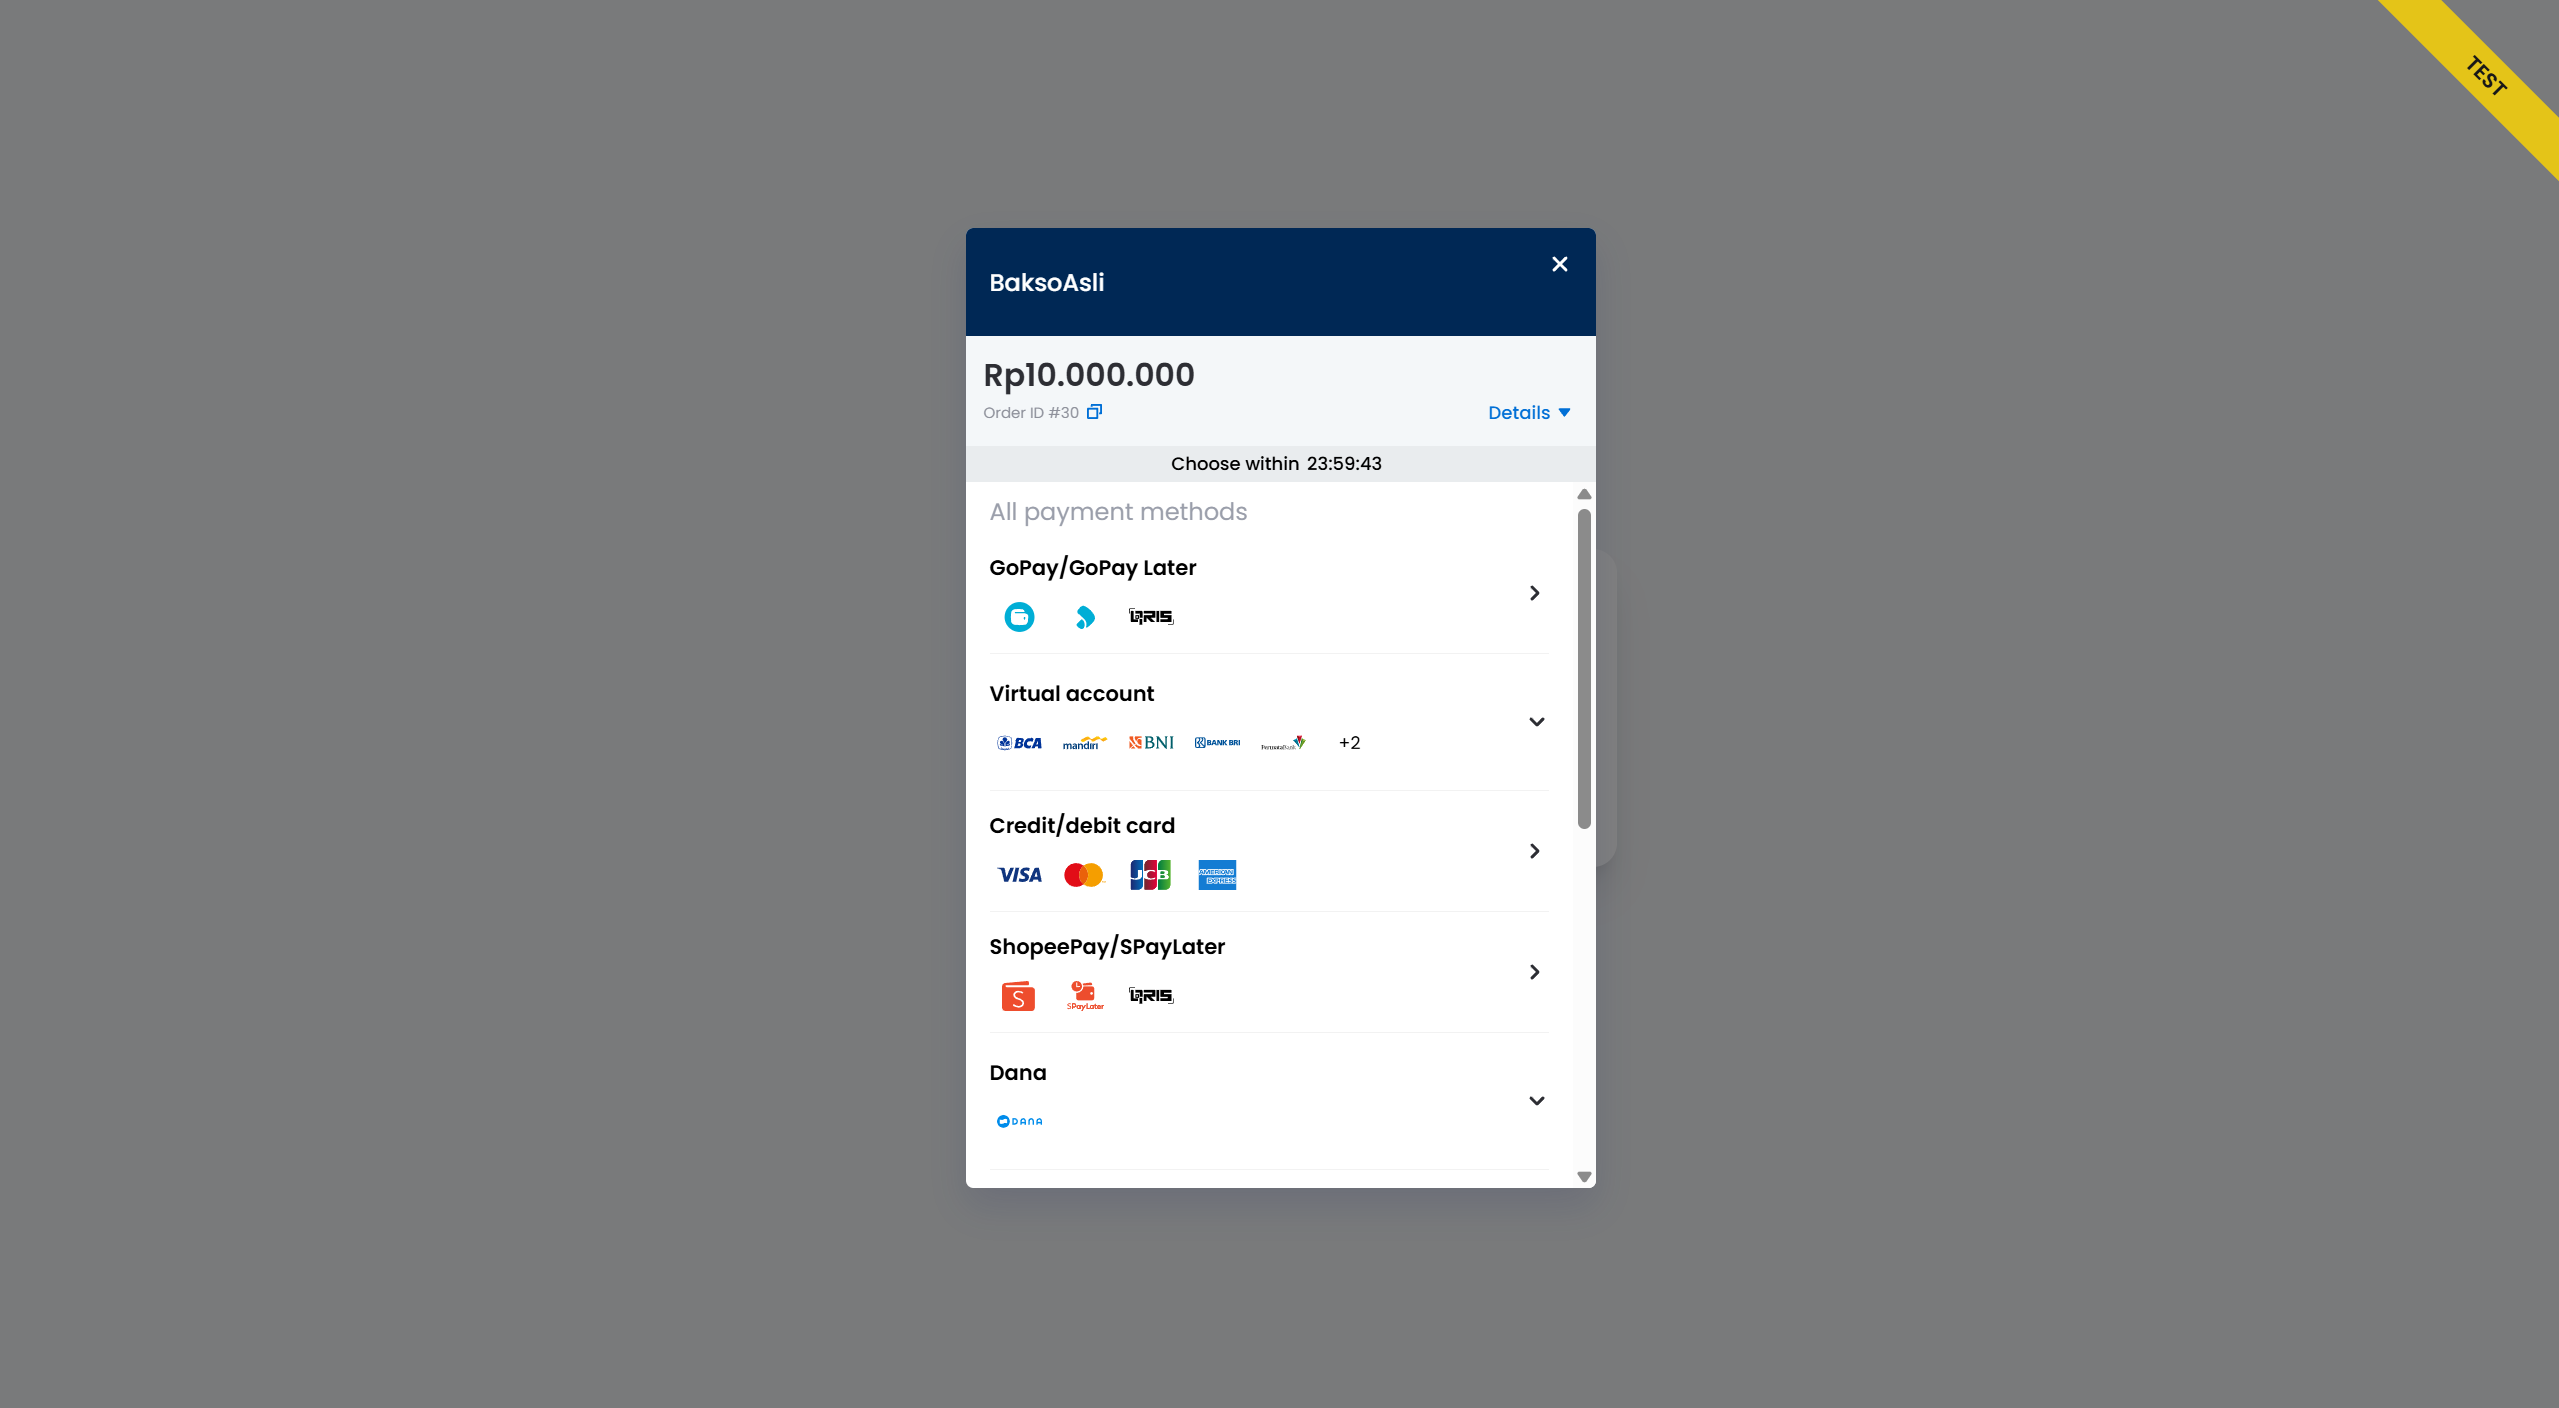 TEST
BaksoAsli
Rp10.000.000
Order ID #30
Details
Choose within 23:59:43
All payment methods
GoPay/GoPay Later
QRIS
Virtual account
BCA mandiri BNI BANK BRI PermataBank +2
Credit/debit card
VISA JCB AMERICAN EXPRESS
ShopeePay/SPayLater
S SPayLater QRIS
Dana
DANA